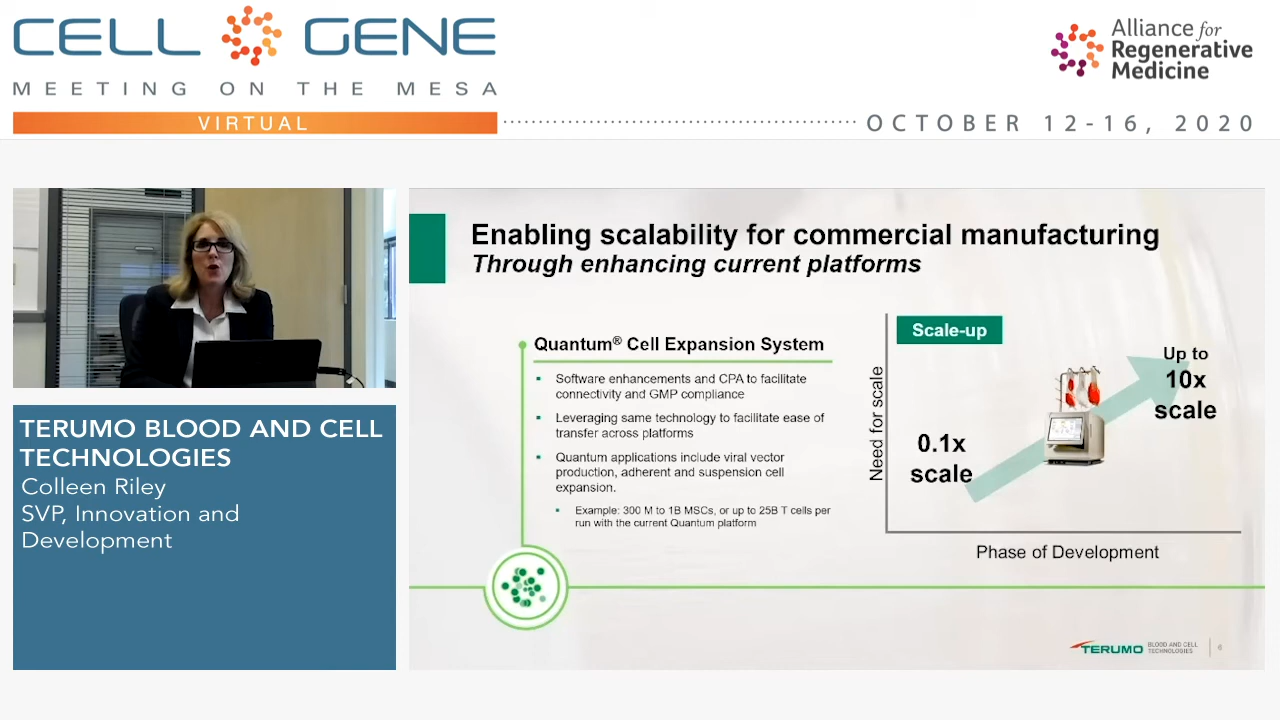 CELL GENE
MEETING ON THE MESA
VIRTUAL
Alliance for
Regenerative
Medicine
OCTOBER 12-16, 2020
TERUMO BLOOD AND CELL
TECHNOLOGIES
Colleen Riley
SVP, Innovation and
Development
Enabling scalability for commercial manufacturing
Through enhancing current platforms
Quantum® Cell Expansion System
▪ Software enhancements and CPA to facilitate
connectivity and GMP compliance
▪ Leveraging same technology to facilitate ease of
transfer across platforms
▪ Quantum applications include viral vector
production, adherent and suspension cell
expansion.
▪ Example: 300 M to 1B MSCs, or up to 25B T cells per
run with the current Quantum platform
Scale-up
Need for scale
0.1x
scale
Up to
10x
scale
Phase of Development
TERUMO
BLOOD AND CELL
TECHNOLOGIES
6